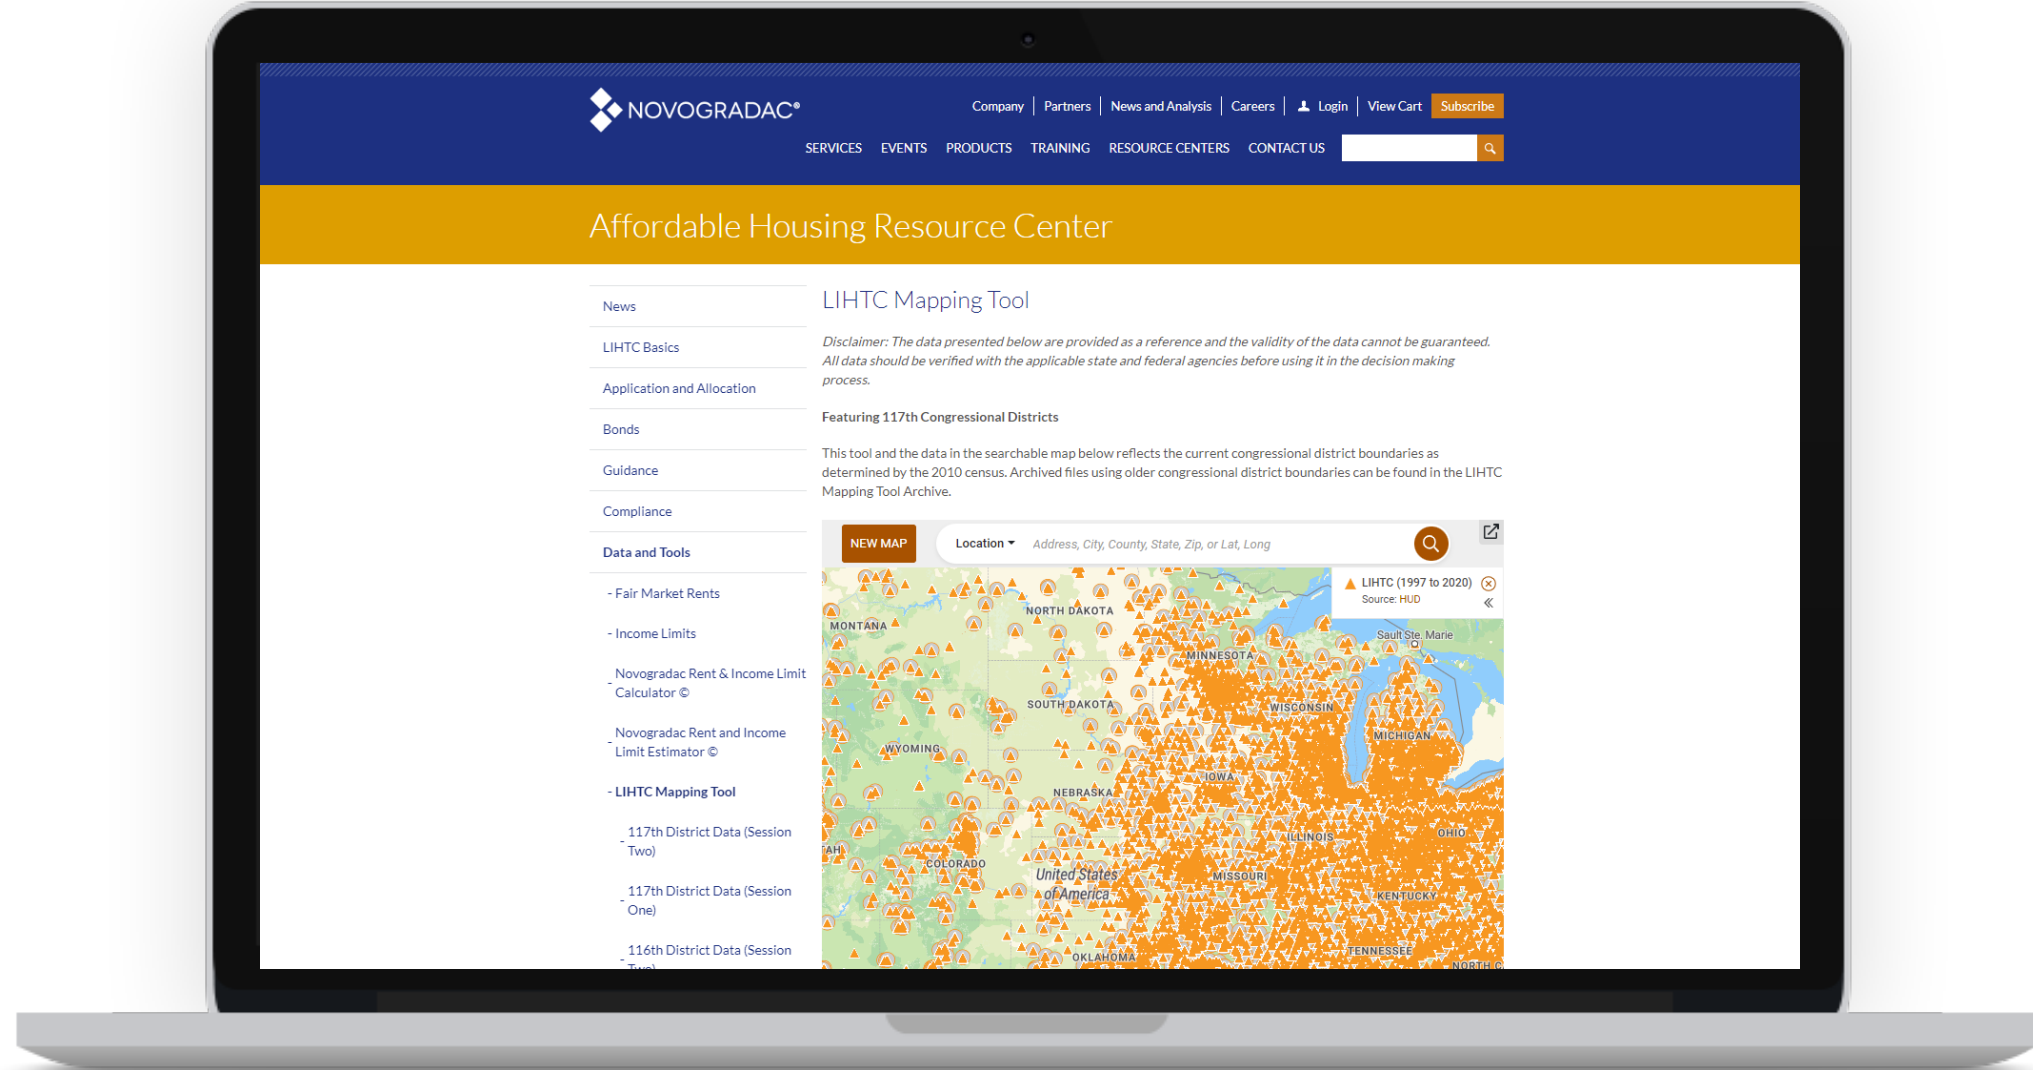 NOVOGRADAC®
Company
Partners
News and Analysis
Careers
Login
View Cart
Subscribe
SERVICES
EVENTS
PRODUCTS
TRAINING
RESOURCE CENTERS
CONTACT US
Affordable Housing Resource Center
News
LIHTC Basics
Application and Allocation
Bonds
Guidance
Compliance
Data and Tools
- Fair Market Rents
- Income Limits
- Novogradac Rent & Income Limit
Calculator ©
- Novogradac Rent and Income
Limit Estimator ©
- LIHTC Mapping Tool
- 117th District Data (Session
Two)
- 117th District Data (Session
One)
- 116th District Data (Session
Two)
LIHTC Mapping Tool
Disclaimer: The data presented below are provided as a reference and the validity of the data cannot be guaranteed.
All data should be verified with the applicable state and federal agencies before using it in the decision making
process.
Featuring 117th Congressional Districts
This tool and the data in the searchable map below reflects the current congressional district boundaries as
determined by the 2010 census. Archived files using older congressional district boundaries can be found in the LIHTC
Mapping Tool Archive.
NEW MAP
Location
Address, City, County, State, Zip, or Lat, Long
LIHTC (1997 to 2020)
Source: HUD
NORTH DAKOTA
MONTANA
Sault Ste. Marie
MINNESOTA
SOUTH DAKOTA
WISCONSIN
MICHIGAN
WYOMING
IOWA
NEBRASKA
ILLINOIS
OHIO
AH
COLORADO
United States
of America
MISSOURI
KENTUCKY
TENNESSEE
OKLAHOMA
NORTH C